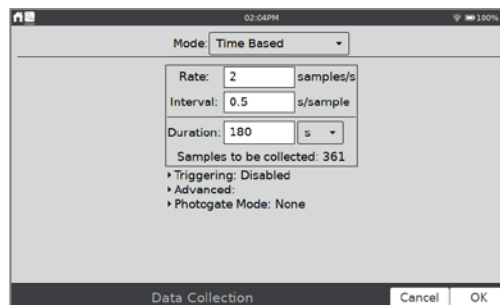 02:04PM 100%
Mode: Time Based
Rate: 2 samples/s
Interval: 0.5 s/sample
Duration: 180 s
Samples to be collected: 361
Triggering: Disabled
Advanced:
Photogate Mode: None
Data Collection Cancel OK